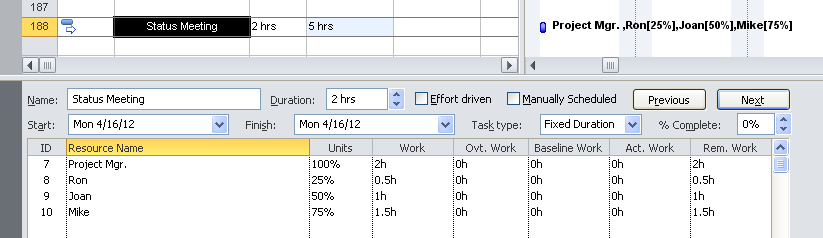 187
188 Status Meeting 2 hrs 5 hrs Project Mgr. ,Ron[25%],Joan[50%],Mike[75%]
Name: Status Meeting Duration: 2 hrs Effort driven Manually Scheduled Previous Next
Start: Mon 4/16/12 Finish: Mon 4/16/12 Task type: Fixed Duration % Complete: 0%
ID Resource Name Units Work Ovt. Work Baseline Work Act. Work Rem. Work
7 Project Mgr. 100% 2h 0h 0h 0h 2h
8 Ron 25% 0.5h 0h 0h 0h 0.5h
9 Joan 50% 1h 0h 0h 0h 1h
10 Mike 75% 1.5h 0h 0h 0h 1.5h